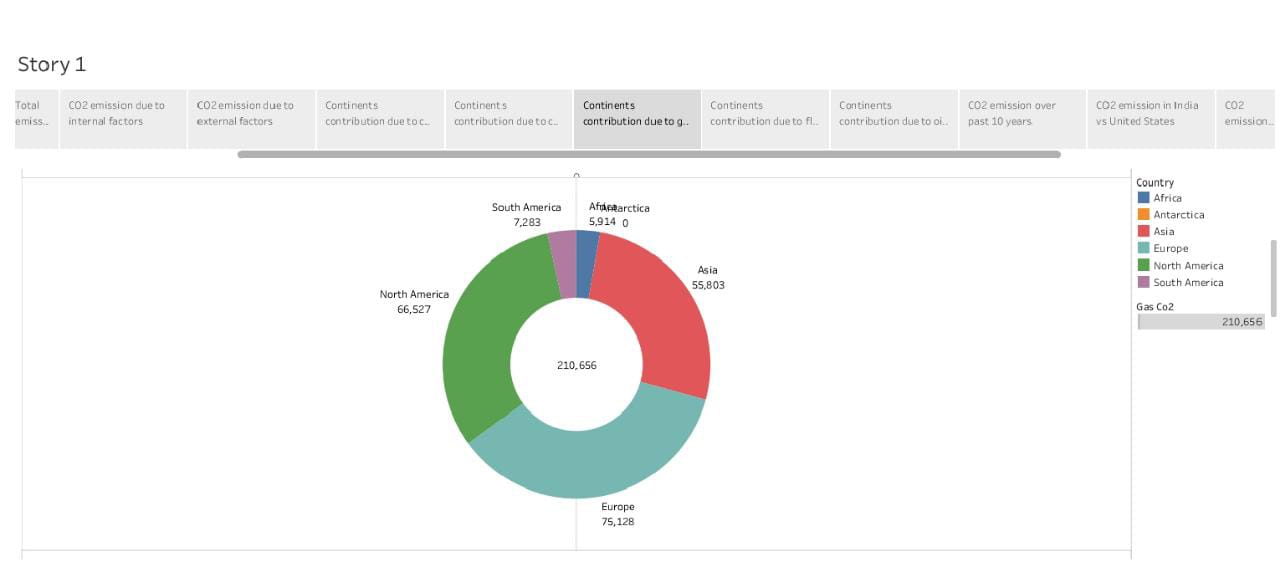 Story 1
Total
emiss..
CO2 emission due to
internal factors
CO2 emission due to
external factors
Continents
contribution due to c..
Continents
contribution due to c..
Continents
contribution due to g..
Continents
contribution due to fl..
Continents
contribution due to oi..
CO2 emission over
past 10 years
CO2 emission in India
vs United States
CO2
emission..
0
South America
7,283
Africa
5,914
Antarctica
0
Asia
55,803
North America
66,527
210,656
Europe
75,128
Country
Africa
Antarctica
Asia
Europe
North America
South America
Gas Co2
210,656